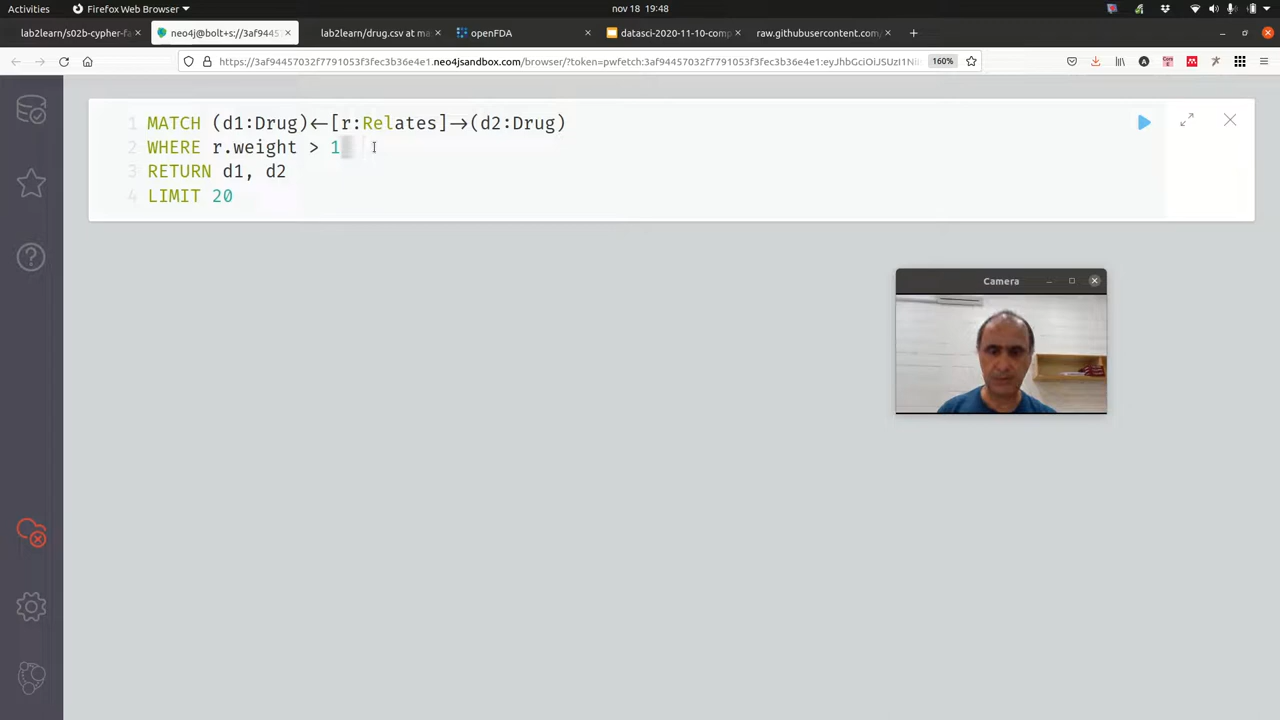 Activities
Firefox Web Browser
nov 18 19:48
lab2learn/s02b-cypher-fa
neo4j@bolt+s://3af94457
lab2learn/drug.csv at ma
openFDA
datasci-2020-11-10-comp
raw.githubusercontent.com/
https://3af94457032f7791053f3fec3b36e4e1.neo4jsandbox.com/browser/?token=pwfetch:3af94457032f7791053f3fec3b36e4e1:eyJhbGciOiJSUzI1Nin
160%
1 MATCH (d1:Drug)<-[r:Relates]->(d2:Drug)
2 WHERE r.weight > 1
3 RETURN d1, d2
4 LIMIT 20
Camera